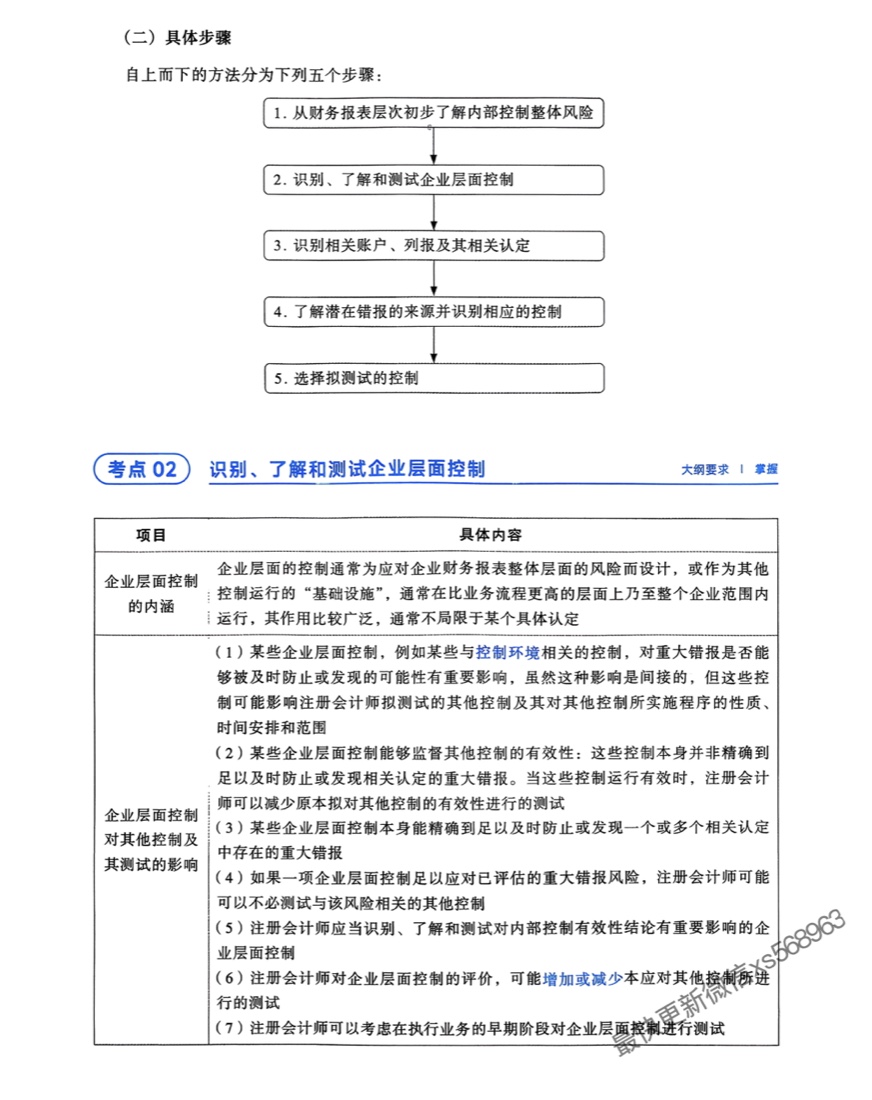 （二）具体步骤
自上而下的方法分为下列五个步骤：
1. 从财务报表层次初步了解内部控制整体风险
2. 识别、了解和测试企业层面控制
3. 识别相关账户、列报及其相关认定
4. 了解潜在错报的来源并识别相应的控制
5. 选择拟测试的控制
考点 02 识别、了解和测试企业层面控制 大纲要求 | 掌握
项目 具体内容
企业层面控制
的内涵
企业层面的控制通常为应对企业财务报表整体层面的风险而设计，或作为其他
控制运行的“基础设施”，通常在比业务流程更高的层面上乃至整个企业范围内
运行，其作用比较广泛，通常不局限于某个具体认定
企业层面控制
对其他控制及
其测试的影响
（1）某些企业层面控制，例如某些与控制环境相关的控制，对重大错报是否能
够被及时防止或发现的可能性有重要影响，虽然这种影响是间接的，但这些控
制可能影响注册会计师拟测试的其他控制及其对其他控制所实施程序的性质、
时间安排和范围
（2）某些企业层面控制能够监督其他控制的有效性：这些控制本身并非精确到
足以及时防止或发现相关认定的重大错报。当这些控制运行有效时，注册会计
师可以减少原本拟对其他控制的有效性进行的测试
（3）某些企业层面控制本身能精确到足以及时防止或发现一个或多个相关认定
中存在的重大错报
（4）如果一项企业层面控制足以应对已评估的重大错报风险，注册会计师可能
可以不必测试与该风险相关的其他控制
（5）注册会计师应当识别、了解和测试对内部控制有效性结论有重要影响的企
业层面控制
（6）注册会计师对企业层面控制的评价，可能增加或减少本应对其他控制所进
行的测试
（7）注册会计师可以考虑在执行业务的早期阶段对企业层面控制进行测试
最快更新微信xs568963